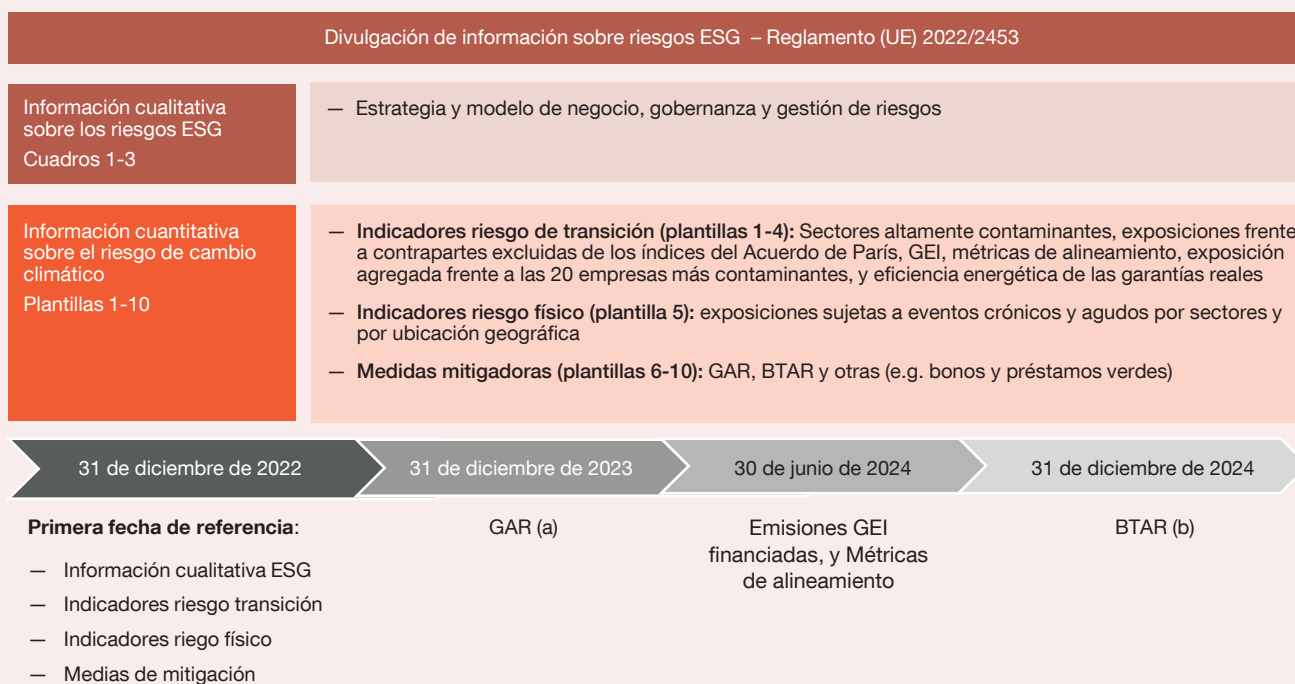 Divulgación de información sobre riesgos ESG – Reglamento (UE) 2022/2453
Información cualitativa
sobre los riesgos ESG
Cuadros 1-3
— Estrategia y modelo de negocio, gobernanza y gestión de riesgos
Información cuantitativa
sobre el riesgo de cambio
climático
Plantillas 1-10
— Indicadores riesgo de transición (plantillas 1-4): Sectores altamente contaminantes, exposiciones frente
a contrapartes excluidas de los índices del Acuerdo de París, GEI, métricas de alineamiento, exposición
agregada frente a las 20 empresas más contaminantes, y eficiencia energética de las garantías reales
— Indicadores riesgo físico (plantilla 5): exposiciones sujetas a eventos crónicos y agudos por sectores y
por ubicación geográfica
— Medidas mitigadoras (plantillas 6-10): GAR, BTAR y otras (e.g. bonos y préstamos verdes)
31 de diciembre de 2022
31 de diciembre de 2023
30 de junio de 2024
31 de diciembre de 2024
Primera fecha de referencia:
— Información cualitativa ESG
— Indicadores riesgo transición
— Indicadores riego físico
— Medias de mitigación
GAR (a)
Emisiones GEI
financiadas, y Métricas
de alineamiento
BTAR (b)